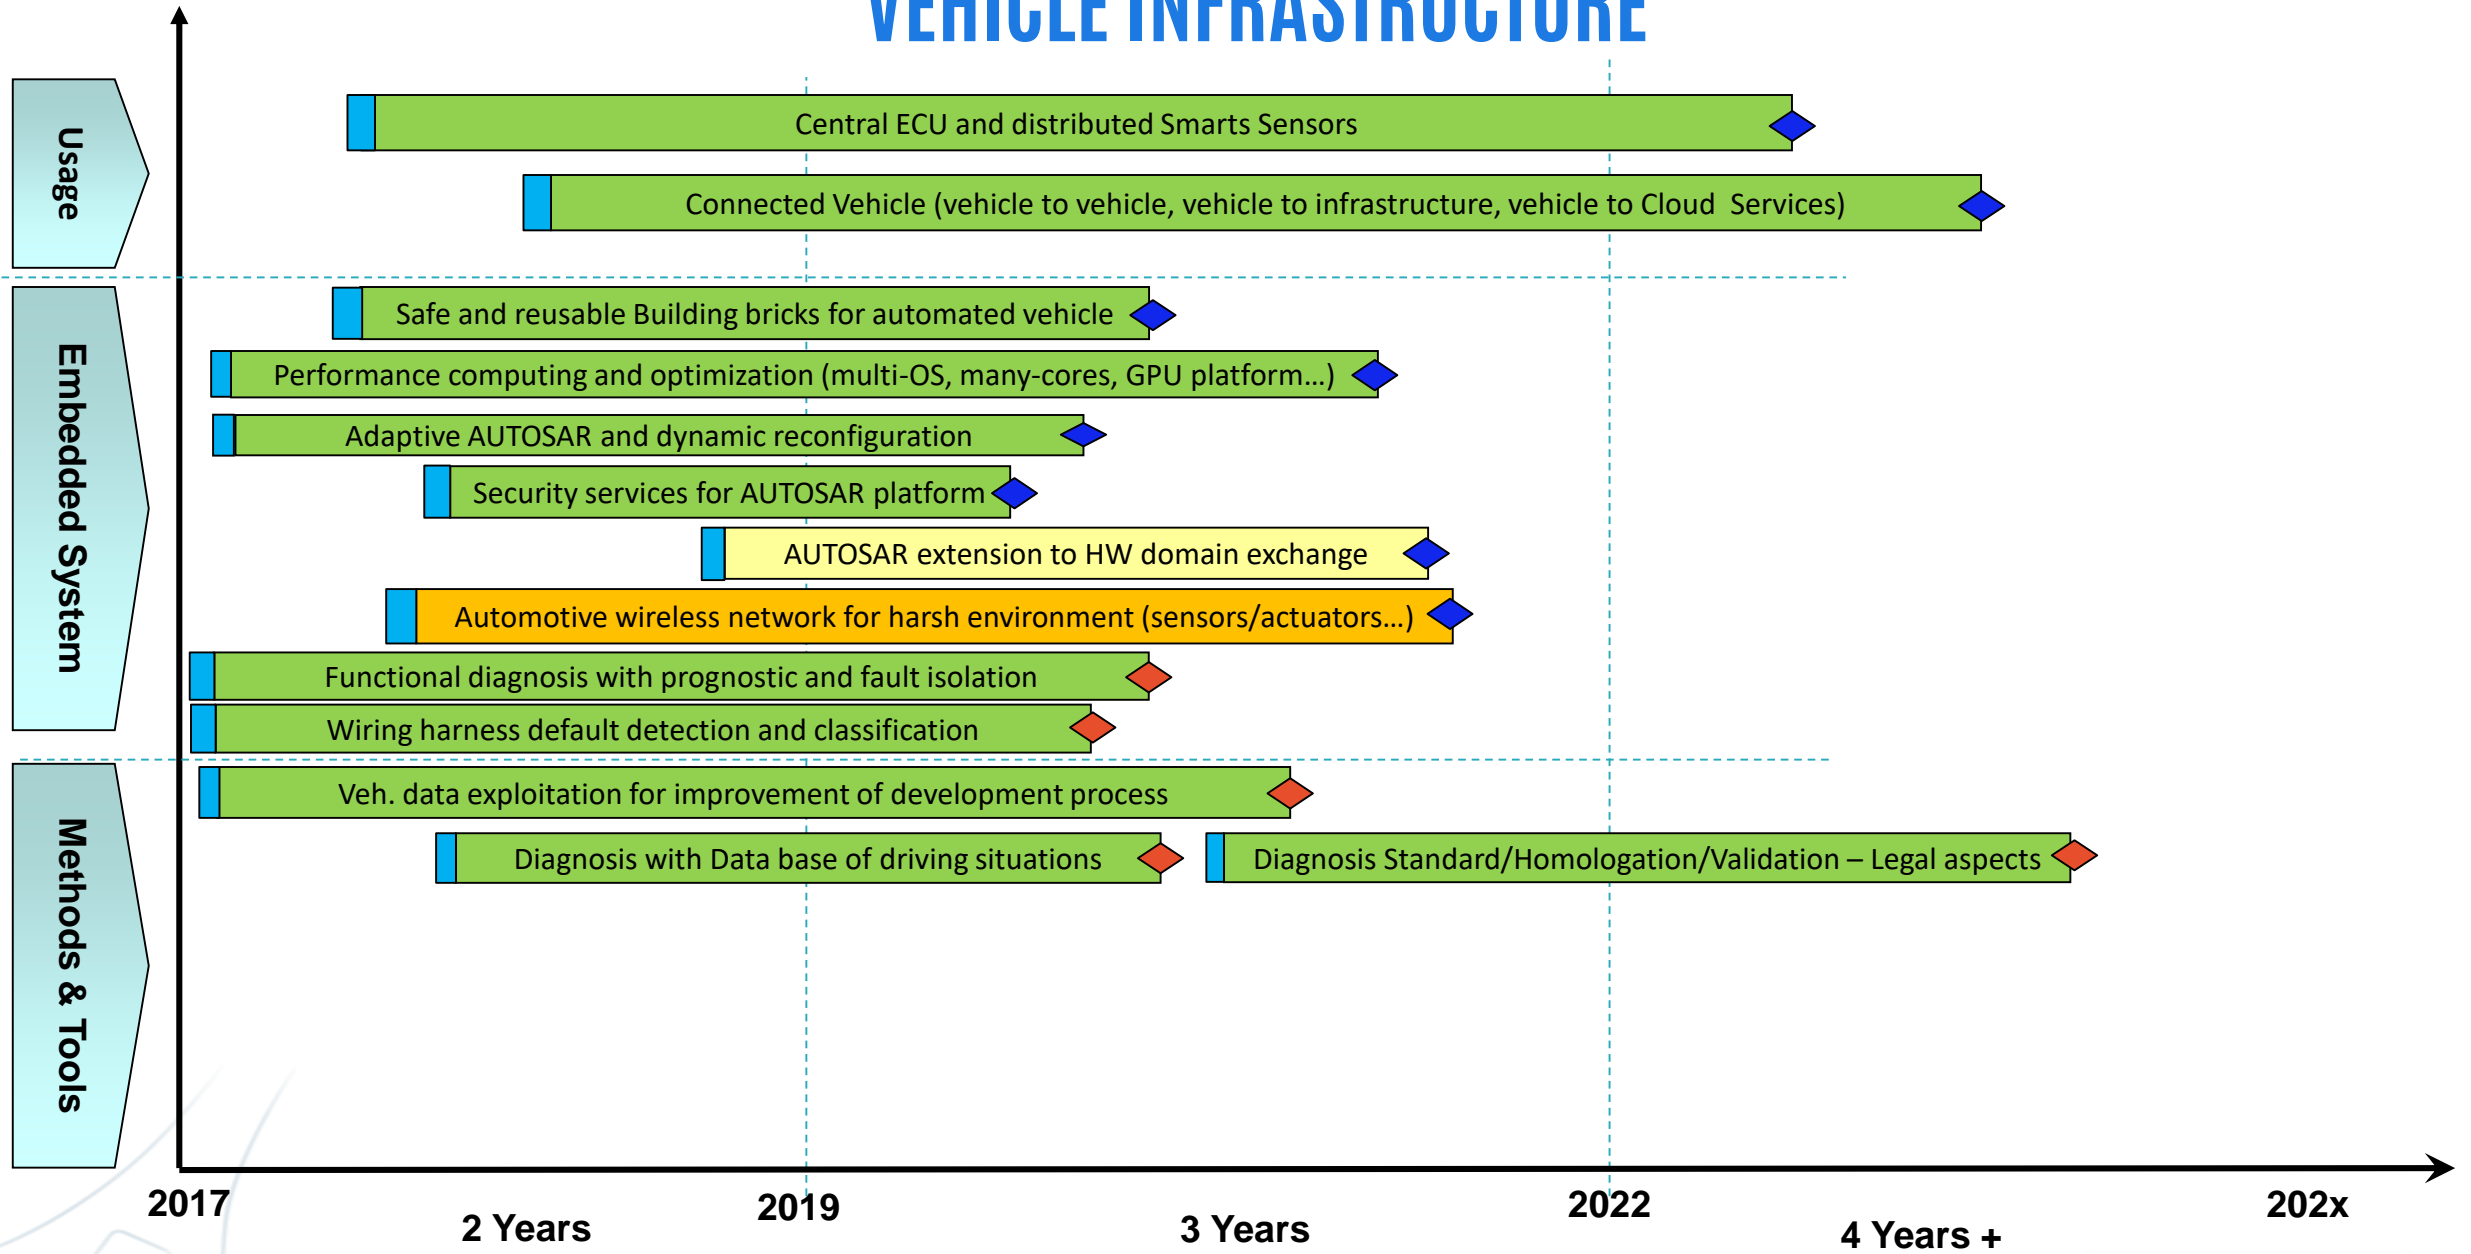 VEHICLE INFRASTRUCTURE
Usage
Central ECU and distributed Smarts Sensors
Connected Vehicle (vehicle to vehicle, vehicle to infrastructure, vehicle to Cloud Services)
Embedded System
Safe and reusable Building bricks for automated vehicle
Performance computing and optimization (multi-OS, many-cores, GPU platform...)
Adaptive AUTOSAR and dynamic reconfiguration
Security services for AUTOSAR platform
AUTOSAR extension to HW domain exchange
Automotive wireless network for harsh environment (sensors/actuators...)
Functional diagnosis with prognostic and fault isolation
Wiring harness default detection and classification
Methods & Tools
Veh. data exploitation for improvement of development process
Diagnosis with Data base of driving situations
Diagnosis Standard/Homologation/Validation – Legal aspects
2017
2019
2022
202x
2 Years
3 Years
4 Years +